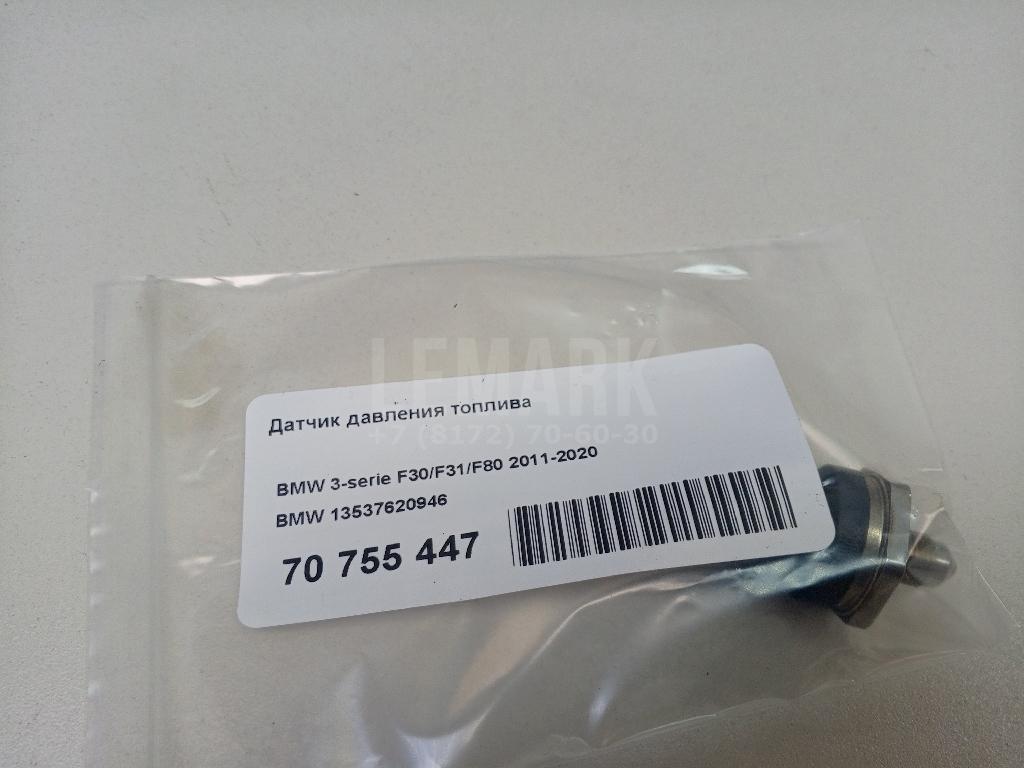 LEMARK
+7 (8172) 70-60-30
Датчик давления топлива
BMW 3-serie F30/F31/F80 2011-2020
BMW 13537620946
70 755 447